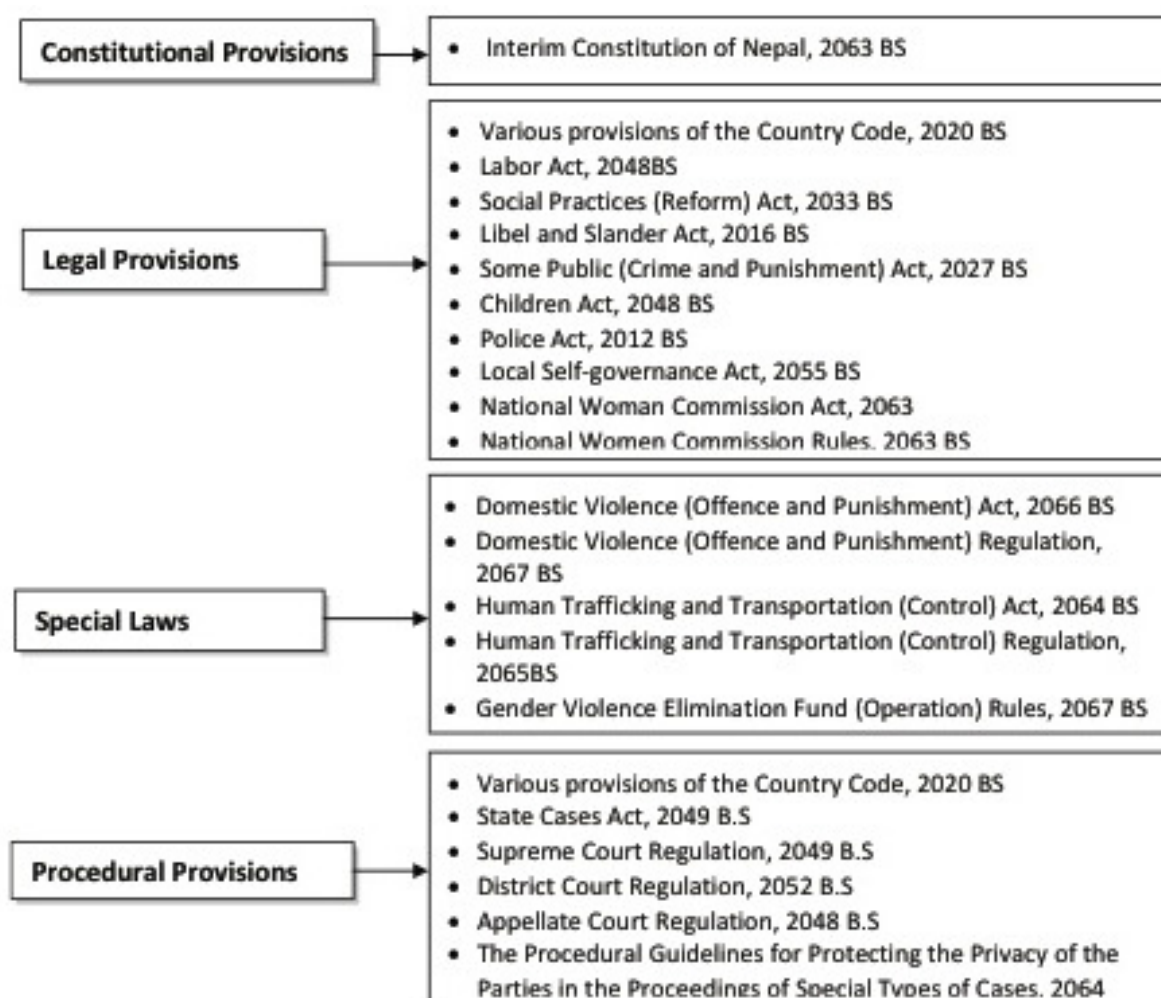 Constitutional Provisions
• Interim Constitution of Nepal, 2063 BS
Legal Provisions
• Various provisions of the Country Code, 2020 BS
• Labor Act, 2048BS
• Social Practices (Reform) Act, 2033 BS
• Libel and Slander Act, 2016 BS
• Some Public (Crime and Punishment) Act, 2027 BS
• Children Act, 2048 BS
• Police Act, 2012 BS
• Local Self-governance Act, 2055 BS
• National Woman Commission Act, 2063
• National Women Commission Rules. 2063 BS
Special Laws
• Domestic Violence (Offence and Punishment) Act, 2066 BS
• Domestic Violence (Offence and Punishment) Regulation,
2067 BS
• Human Trafficking and Transportation (Control) Act, 2064 BS
• Human Trafficking and Transportation (Control) Regulation,
2065BS
• Gender Violence Elimination Fund (Operation) Rules, 2067 BS
Procedural Provisions
• Various provisions of the Country Code, 2020 BS
• State Cases Act, 2049 B.S
• Supreme Court Regulation, 2049 B.S
• District Court Regulation, 2052 B.S
• Appellate Court Regulation, 2048 B.S
• The Procedural Guidelines for Protecting the Privacy of the
Parties in the Proceedings of Special Types of Cases. 2064